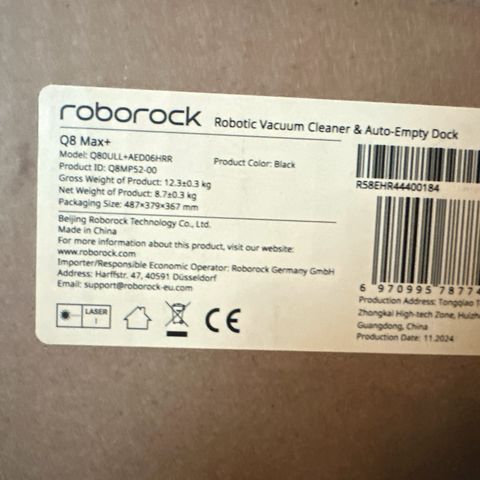 roborock Robotic Vacuum Cleaner & Auto-Empty Dock
Q8 Max+
Model: Q80ULL+AED06HRR Product Color: Black
Product ID: Q8MP52-00
Gross Weight of Product: 12.3±0.3 kg
Net Weight of Product: 8.7±0.3 kg
Packaging Size: 487×379×367 mm
R58EHR44400184
Beijing Roborock Technology Co., Ltd.
Made in China
For more information about this product, visit our website:
www.roborock.com
Importer/Responsible Economic Operator: Roborock Germany GmbH
Address: Harffstr. 47, 40591 Düsseldorf
Email: support@roborock-eu.com
LASER
1
CE
6 970995 78774
Production Address: Tongqiao
Zhongkai High-tech Zone,
Guangdong, China
Production Date: 11.2024